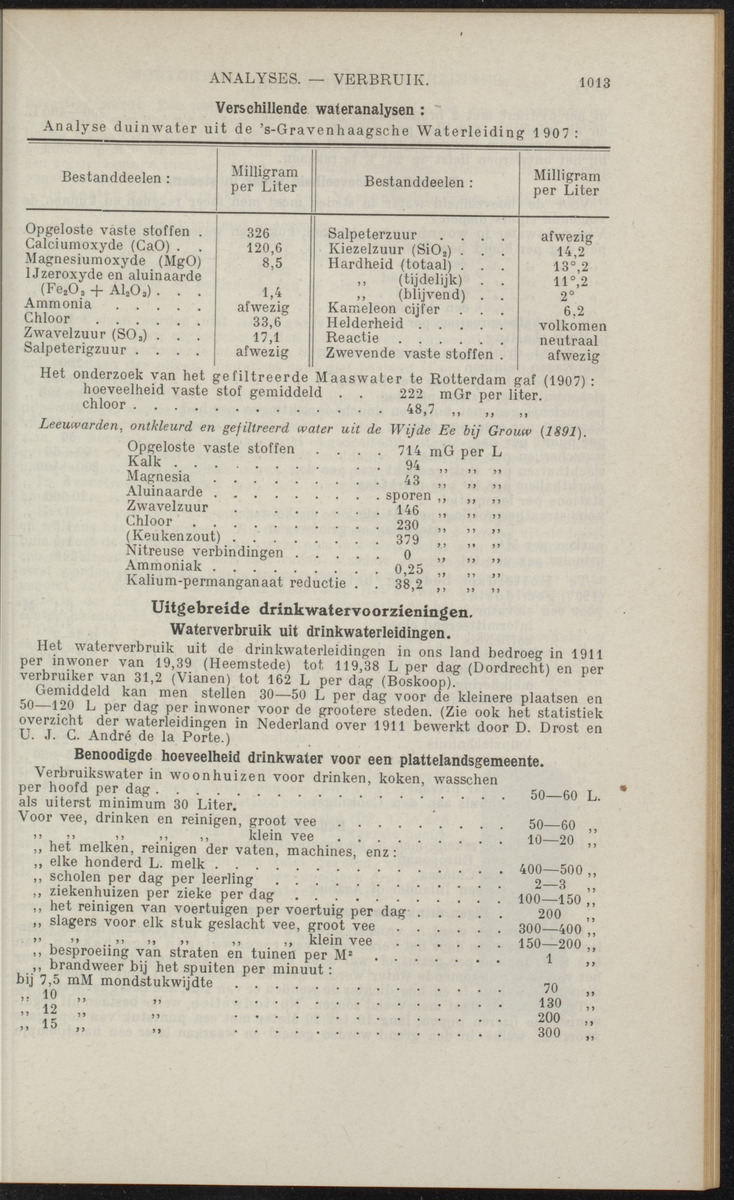 ANALYSES. — VERBRUIK. 1013
Verschillende wateranalysen :
Analyse duinwater uit de 's-Gravenhaagsche Waterleiding 1907 :
Bestanddeelen : Milligram per Liter Bestanddeelen : Milligram per Liter
Opgeloste vaste stoffen . 326 Salpeterzuur . . . . afwezig
Calciumoxyde (CaO) . . 120,6 Kiezelzuur (SiO₂) . . . 14,2
Magnesiumoxyde (MgO) 8,5 Hardheid (totaal) . . . 13°,2
IJzeroxyde en aluinaarde ,, (tijdelijk) . . 11°,2
(Fe₂O₃ + Al₂O₃) . . . 1,4 ,, (blijvend) . . 2°
Ammonia . . . . . afwezig Kameleon cijfer . . . 6,2
Chloor . . . . . . 33,6 Helderheid . . . . . volkomen
Zwavelzuur (SO₃) . . . 17,1 Reactie . . . . . . neutraal
Salpeterigzuur . . . . afwezig Zwevende vaste stoffen . afwezig
Het onderzoek van het gefiltreerde Maaswater te Rotterdam gaf (1907) :
hoeveelheid vaste stof gemiddeld . . 222 mGr per liter.
chloor . . . . . . . . . . . . . 48,7 ,, ,, ,,
Leeuwarden, ontkleurd en gefiltreerd water uit de Wijde Ee bij Grouw (1891).
Opgeloste vaste stoffen . . . . 714 mG per L
Kalk . . . . . . . . . . 94 ,, ,, ,,
Magnesia . . . . . . . . 43 ,, ,, ,,
Aluinaarde . . . . . . . . . sporen ,, ,, ,,
Zwavelzuur . . . . . . . 146 ,, ,, ,,
Chloor . . . . . . . . . . 230 ,, ,, ,,
(Keukenzout) . . . . . . . . 379 ,, ,, ,,
Nitreuse verbindingen . . . . . 0 ,, ,, ,,
Ammoniak . . . . . . . . . 0,25 ,, ,, ,,
Kalium-permanganaat reductie . . 38,2 ,, ,, ,,
Uitgebreide drinkwatervoorzieningen.
Waterverbruik uit drinkwaterleidingen.
Het waterverbruik uit de drinkwaterleidingen in ons land bedroeg in 1911
per inwoner van 19,39 (Heemstede) tot 119,38 L per dag (Dordrecht) en per
verbruiker van 31,2 (Vianen) tot 162 L per dag (Boskoop).
Gemiddeld kan men stellen 30—50 L per dag voor de kleinere plaatsen en
50—120 L per dag per inwoner voor de grootere steden. (Zie ook het statistiek
overzicht der waterleidingen in Nederland over 1911 bewerkt door D. Drost en
U. J. C. André de la Porte.)
Benoodigde hoeveelheid drinkwater voor een plattelandsgemeente.
Verbruikswater in woonhuizen voor drinken, koken, wasschen
per hoofd per dag . . . . . . . . . . . . . . . . . 50—60 L.
als uiterst minimum 30 Liter.
Voor vee, drinken en reinigen, groot vee . . . . . . . . . 50—60 ,,
,, ,, ,, ,, ,, klein vee . . . . . . . . 10—20 ,,
,, het melken, reinigen der vaten, machines, enz :
,, elke honderd L. melk . . . . . . . . . . . . . . 400—500 ,,
,, scholen per dag per leerling . . . . . . . . . . . 2—3 ,,
,, ziekenhuizen per zieke per dag . . . . . . . . . . 100—150 ,,
,, het reinigen van voertuigen per voertuig per dag . . . . . 200 ,,
,, slagers voor elk stuk geslacht vee, groot vee . . . . . . 300—400 ,,
,, ,, ,, ,, ,, ,, ,, klein vee . . . . . . 150—200 ,,
,, besproeiing van straten en tuinen per M² . . . . . . . 1 ,,
,, brandweer bij het spuiten per minuut :
bij 7,5 mM mondstukwijdte . . . . . . . . . . . . . 70 ,,
,, 10 ,, ,, . . . . . . . . . . . . . 130 ,,
,, 12 ,, ,, . . . . . . . . . . . . . 200 ,,
,, 15 ,, ,, . . . . . . . . . . . . . 300 ,,